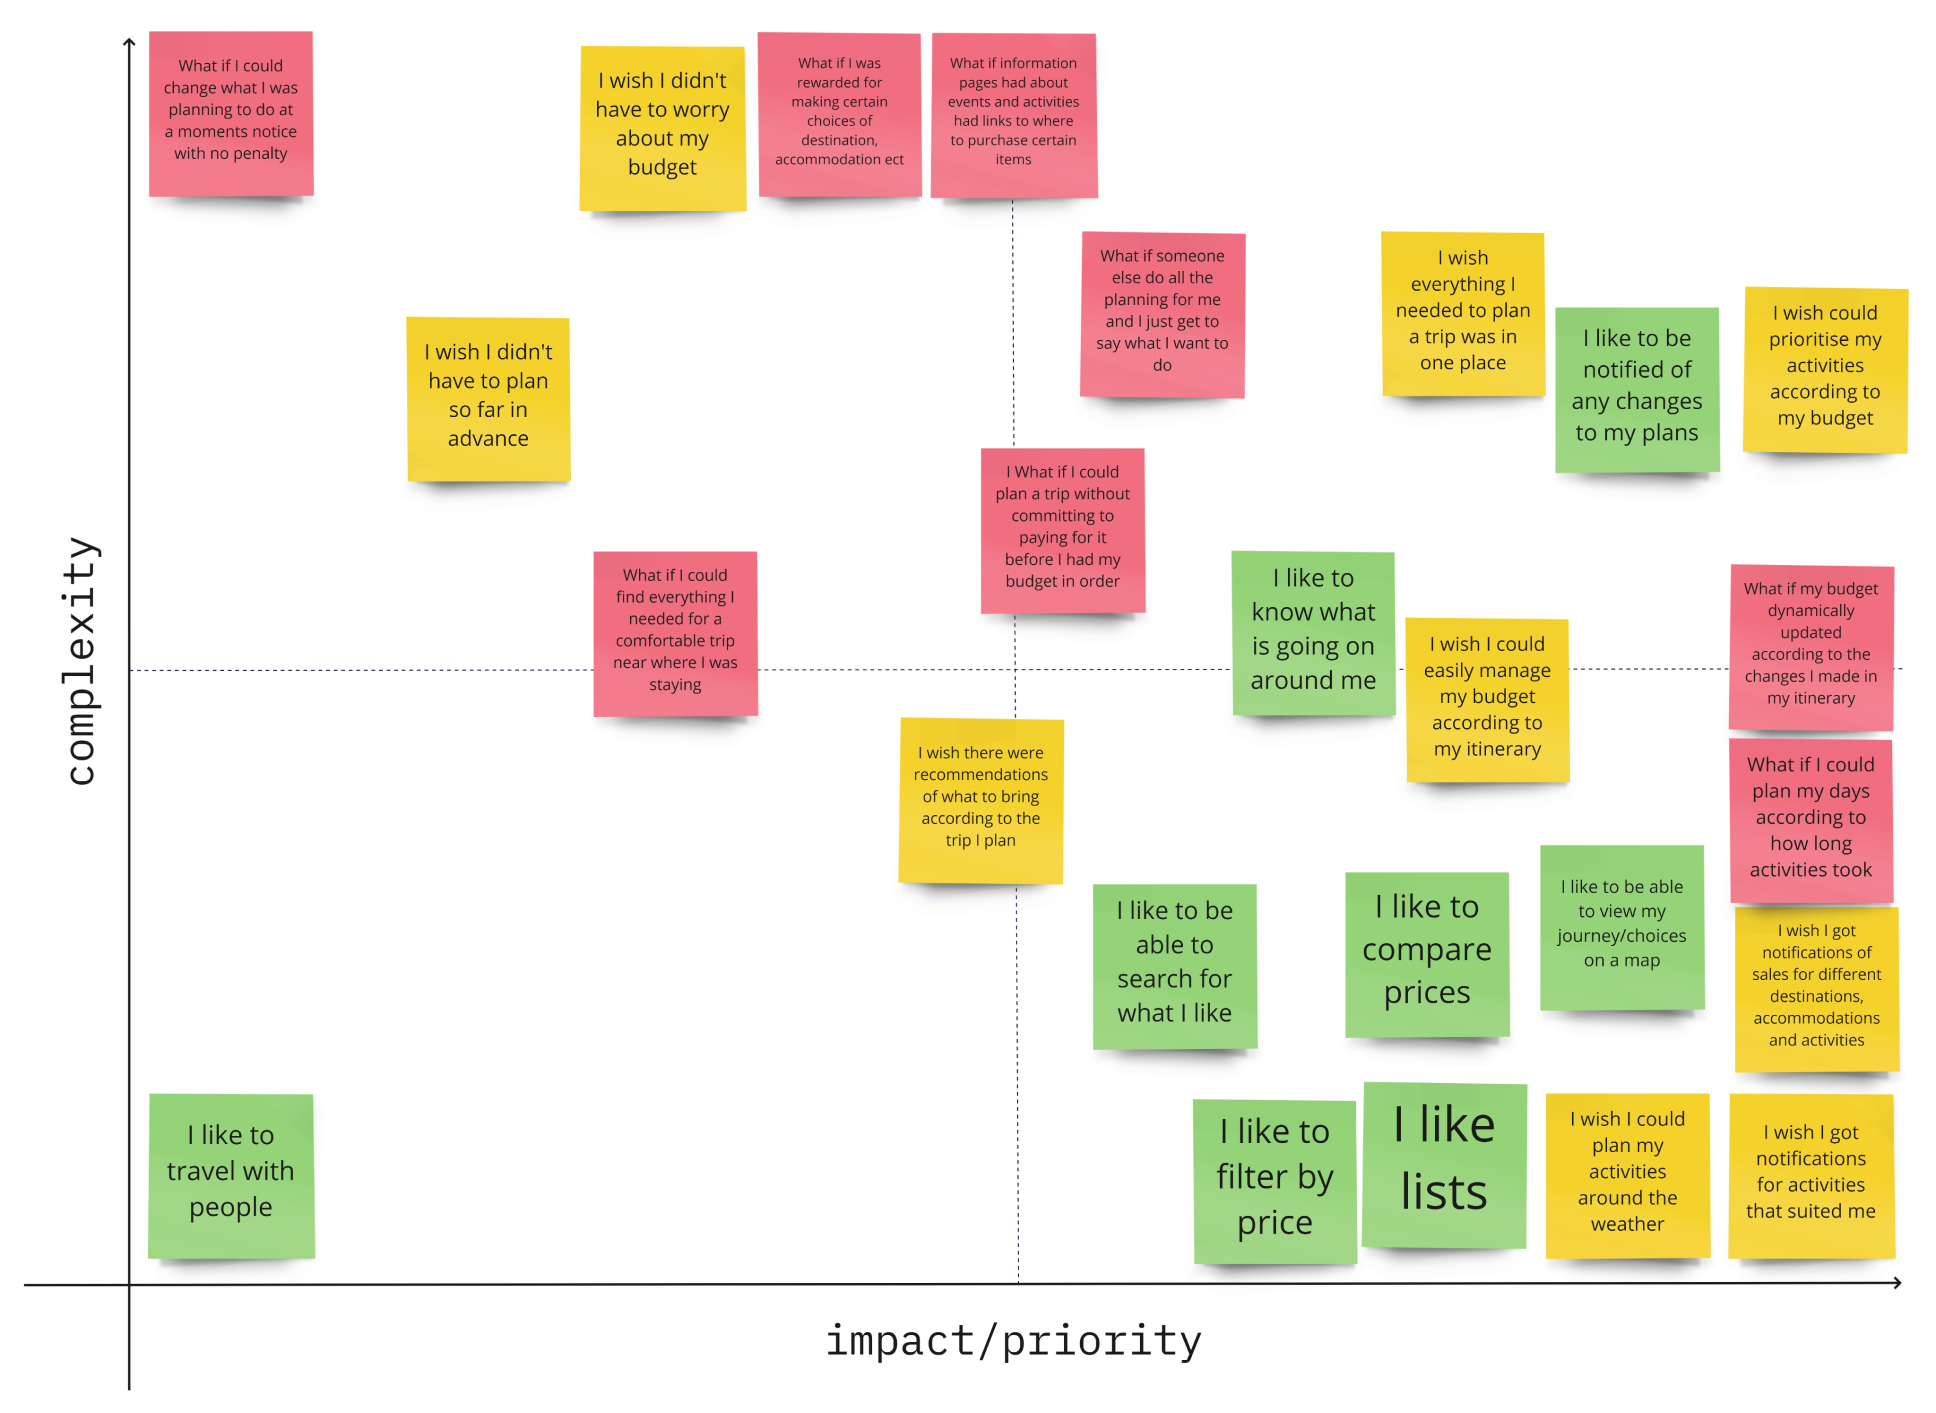 What if I could
change what I was
planning to do at
a moments notice
with no penalty
I wish I didn't
have to worry
about my
budget
What if I was
rewarded for
making certain
choices of
destination,
accommodation ect
What if information
pages had about
events and activities
had links to where
to purchase certain
items
What if someone
else do all the
planning for me
and I just get to
say what I want to
do
I wish
everything I
needed to plan
a trip was in
one place
I like to be
notified of
any changes
to my plans
I wish could
prioritise my
activities
according to
my budget
I wish I didn't
have to plan
so far in
advance
I What if I could
plan a trip without
committing to
paying for it
before I had my
budget in order
What if I could
find everything I
needed for a
comfortable trip
near where I was
staying
I like to
know what
is going on
around me
I wish I could
easily manage
my budget
according to
my itinerary
What if my budget
dynamically
updated
according to the
changes I made in
my itinerary
complexity
I wish there were
recommendations
of what to bring
according to the
trip I plan
What if I could
plan my days
according to
how long
activities took
I like to be
able to
search for
what I like
I like to
compare
prices
I like to be able
to view my
journey/choices
on a map
I wish I got
notifications of
sales for different
destinations,
accommodations
and activities
I like to
travel with
people
I like to
filter by
price
I like
lists
I wish I could
plan my
activities
around the
weather
I wish I got
notifications
for activities
that suited me
impact/priority